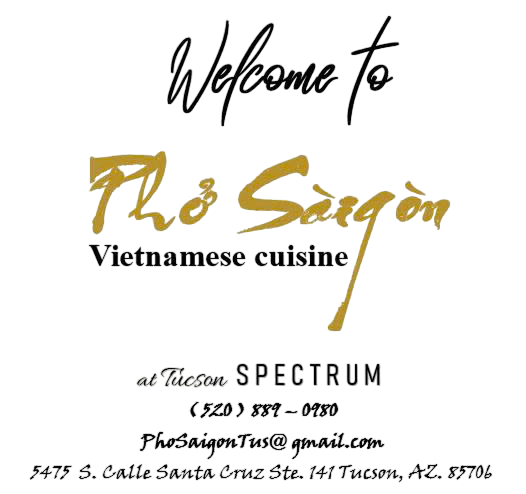 Welcome to
Phở Sàigòn
Vietnamese cuisine
at Tucson SPECTRUM
(520) 889 - 0980
PhoSaigonTus@gmail.com
5475 S. Calle Santa Cruz Ste. 141 Tucson, AZ. 85706